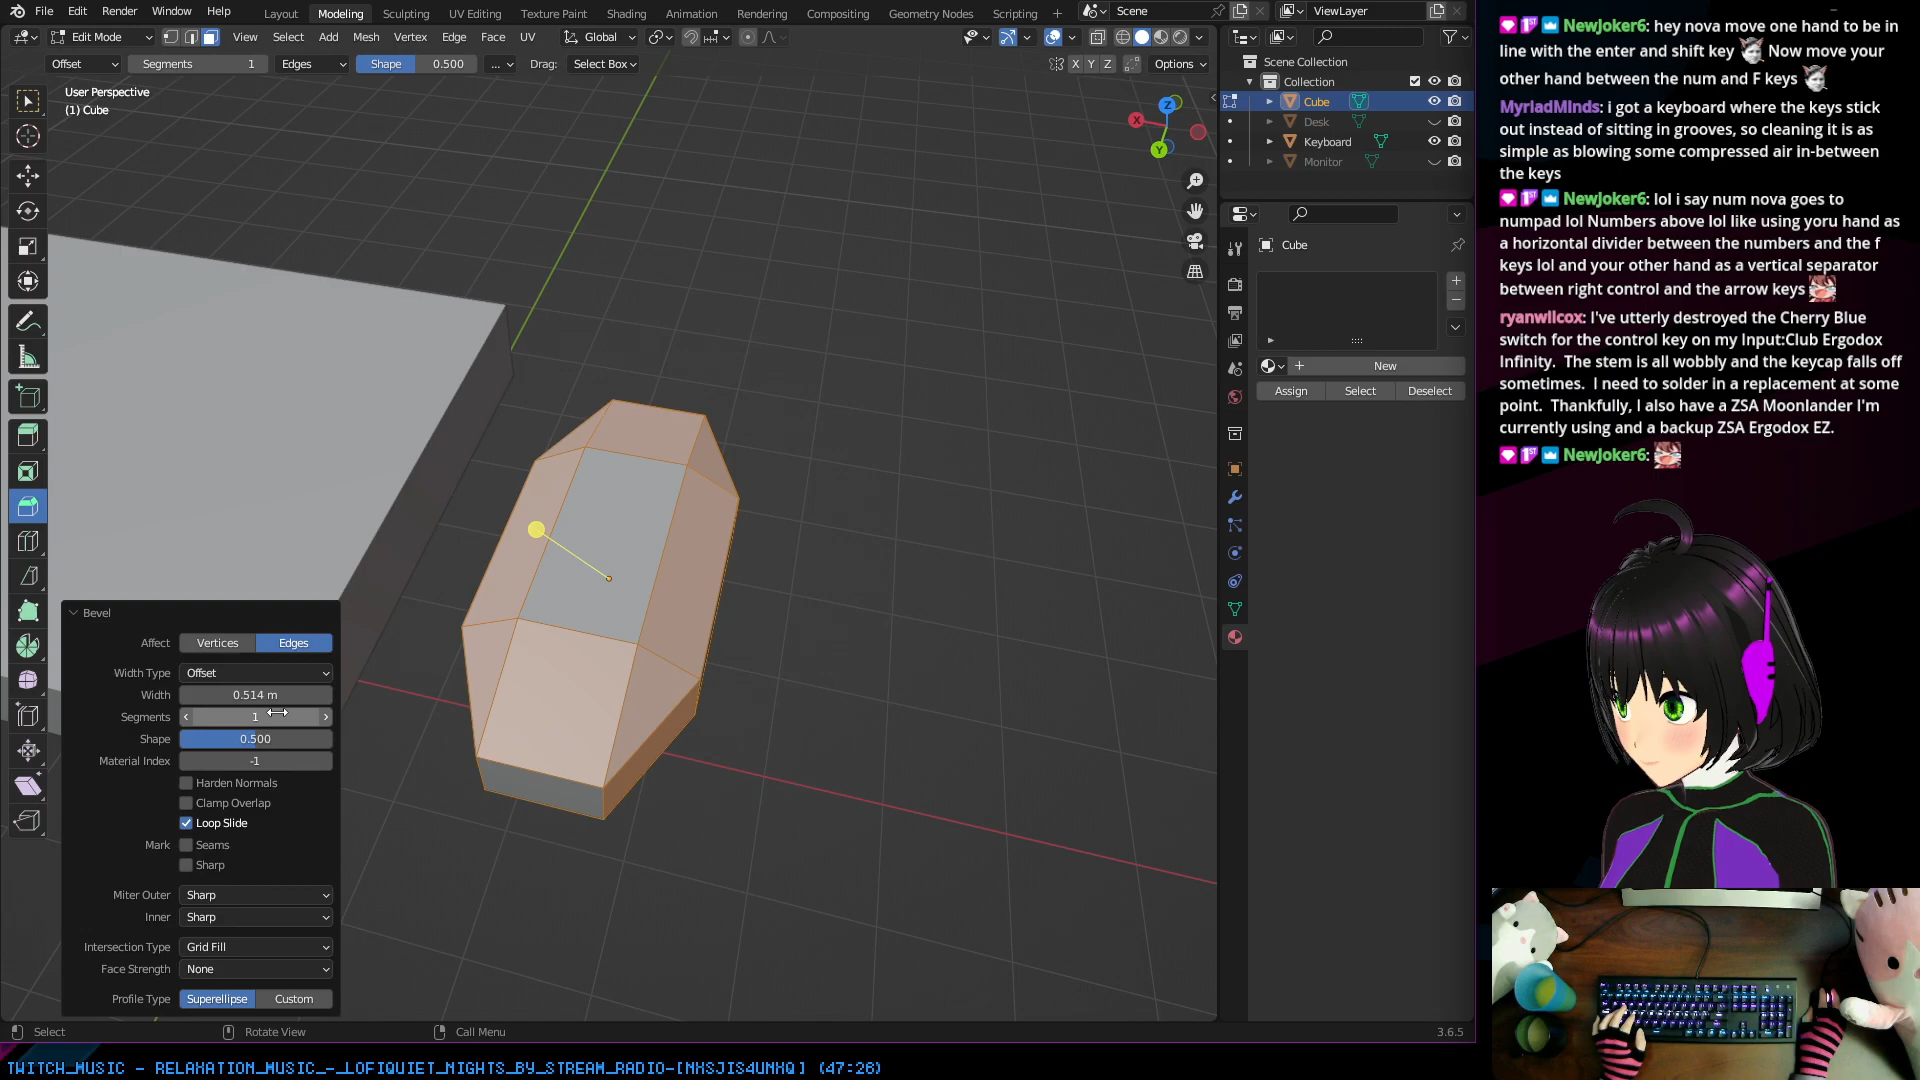 File Edit Render Window Help Layout Modeling Sculpting UV Editing Texture Paint Shading Animation Rendering Compositing Geometry Nodes Scripting + Scene ViewLayer
Edit Mode View Select Add Mesh Vertex Edge Face UV Global
Offset Segments 1 Edges Shape 0.500 ... Drag: Select Box X Y Z Options
User Perspective
(1) Cube
Z
X
Y
Scene Collection
Collection
Cube
Desk
Keyboard
Monitor
Cube
New
Assign Select Deselect
Bevel
Affect Vertices Edges
Width Type Offset
Width 0.514 m
Segments 1
Shape 0.500
Material Index -1
Harden Normals
Clamp Overlap
Loop Slide
Mark Seams
Sharp
Miter Outer Sharp
Inner Sharp
Intersection Type Grid Fill
Face Strength None
Profile Type Superellipse Custom
Select Rotate View Call Menu 3.6.5
NewJoker6: hey nova move one hand to be in
line with the enter and shift key Now move your
other hand between the num and F keys
MyriadMinds: i got a keyboard where the keys stick
out instead of sitting in grooves, so cleaning it is as
simple as blowing some compressed air in-between
the keys
NewJoker6: lol i say num nova goes to
numpad lol Numbers above lol like using yoru hand as
a horizontal divider between the numbers and the f
keys lol and your other hand as a vertical separator
between right control and the arrow keys
ryanwilcox: I've utterly destroyed the Cherry Blue
switch for the control key on my Input:Club Ergodox
Infinity. The stem is all wobbly and the keycap falls off
sometimes. I need to solder in a replacement at some
point. Thankfully, I also have a ZSA Moonlander I'm
currently using and a backup ZSA Ergodox EZ.
NewJoker6:
TWITCH_MUSIC - RELAXATION_MUSIC_-_LOFIQUIET_NIGHTS_BY_STREAM_RADIO-[NXSJIS4UNXQ] (47:26)